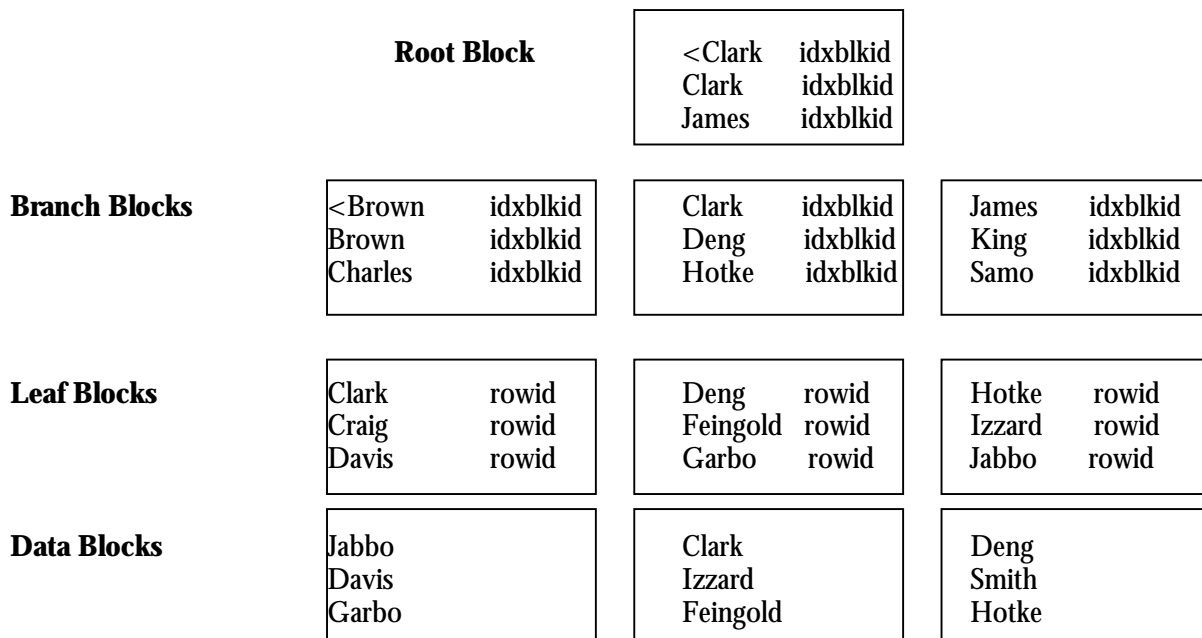 Root Block <Clark idxblkid
Clark idxblkid
James idxblkid
Branch Blocks <Brown idxblkid Clark idxblkid James idxblkid
Brown idxblkid Deng idxblkid King idxblkid
Charles idxblkid Hotke idxblkid Samo idxblkid
Leaf Blocks Clark rowid Deng rowid Hotke rowid
Craig rowid Feingold rowid Izzard rowid
Davis rowid Garbo rowid Jabbo rowid
Data Blocks Jabbo Clark Deng
Davis Izzard Smith
Garbo Feingold Hotke